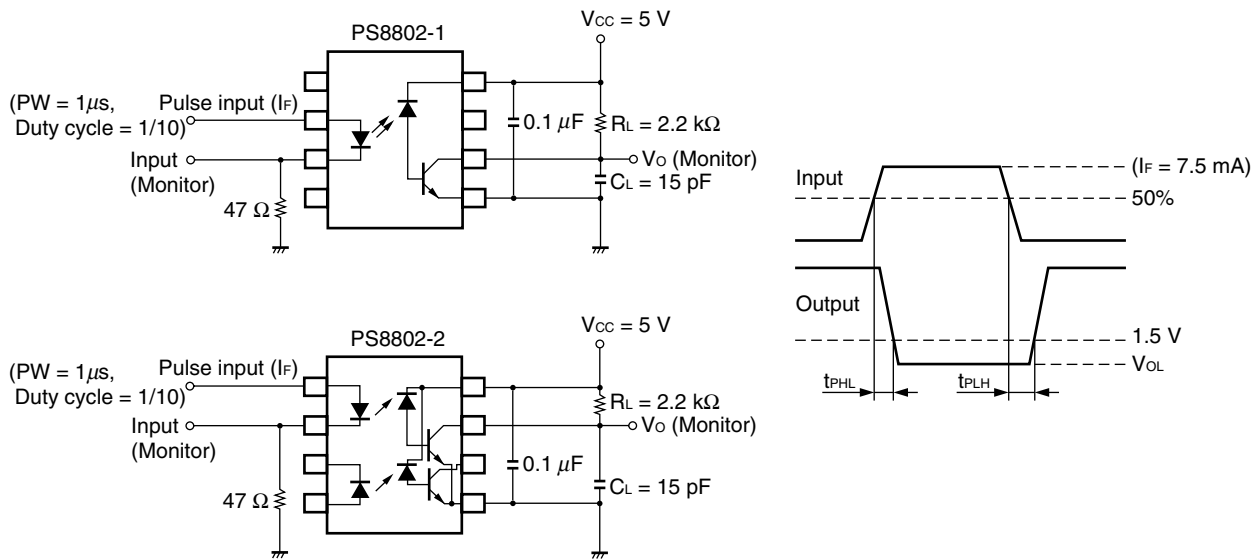 VCC = 5 V
PS8802-1
(PW = 1μs,
Duty cycle = 1/10)
Pulse input (IF)
Input
(Monitor)
47 Ω
0.1 μF
RL = 2.2 kΩ
VO (Monitor)
CL = 15 pF
Input
(IF = 7.5 mA)
50%
Output
1.5 V
VOL
tPHL
tPLH
VCC = 5 V
PS8802-2
(PW = 1μs,
Duty cycle = 1/10)
Pulse input (IF)
Input
(Monitor)
47 Ω
0.1 μF
RL = 2.2 kΩ
VO (Monitor)
CL = 15 pF